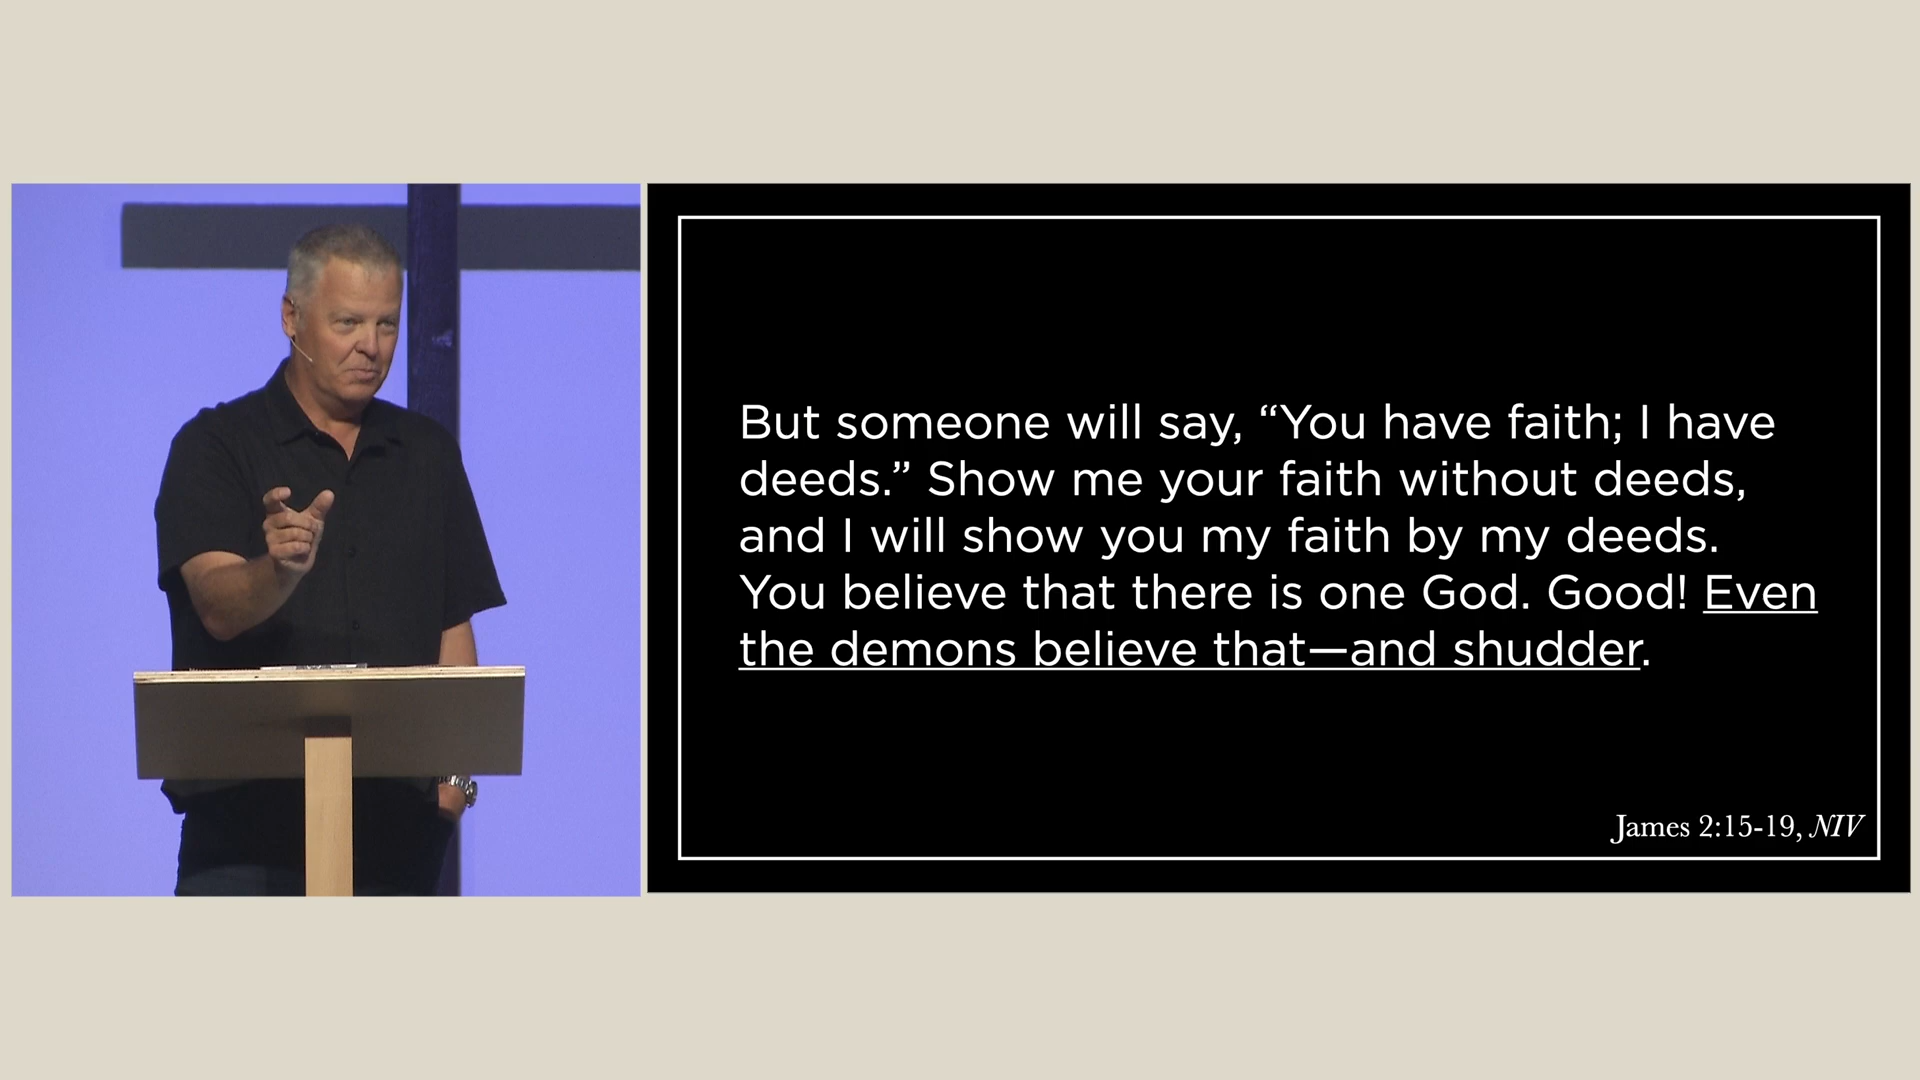 But someone will say, “You have faith; I have
deeds.” Show me your faith without deeds,
and I will show you my faith by my deeds.
You believe that there is one God. Good! Even
the demons believe that—and shudder.
James 2:15-19, NIV